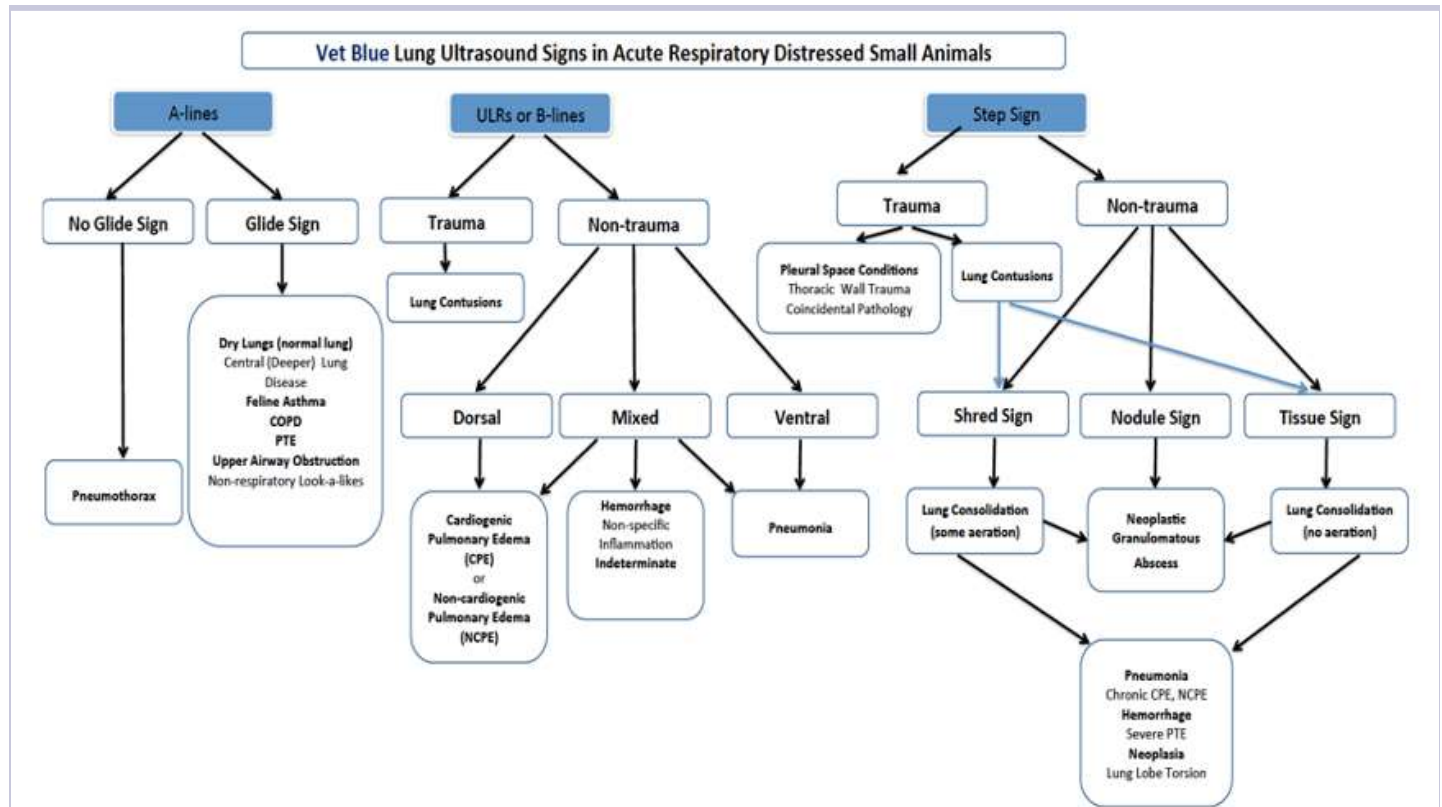 Vet Blue Lung Ultrasound Signs in Acute Respiratory Distressed Small Animals
A-lines
ULRs or B-lines
Step Sign
No Glide Sign
Glide Sign
Trauma
Non-trauma
Trauma
Non-trauma
Pneumothorax
Dry Lungs (normal lung)
Central (Deeper) Lung
Disease
Feline Asthma
COPD
PTE
Upper Airway Obstruction
Non-respiratory Look-a-likes
Lung Contusions
Pleural Space Conditions
Thoracic Wall Trauma
Coincidental Pathology
Lung Contusions
Dorsal
Mixed
Ventral
Shred Sign
Nodule Sign
Tissue Sign
Cardiogenic
Pulmonary Edema
(CPE)
or
Non-cardiogenic
Pulmonary Edema
(NCPE)
Hemorrhage
Non-specific
Inflammation
Indeterminate
Pneumonia
Lung Consolidation
(some aeration)
Neoplastic
Granulomatous
Abscess
Lung Consolidation
(no aeration)
Pneumonia
Chronic CPE, NCPE
Hemorrhage
Severe PTE
Neoplasia
Lung Lobe Torsion